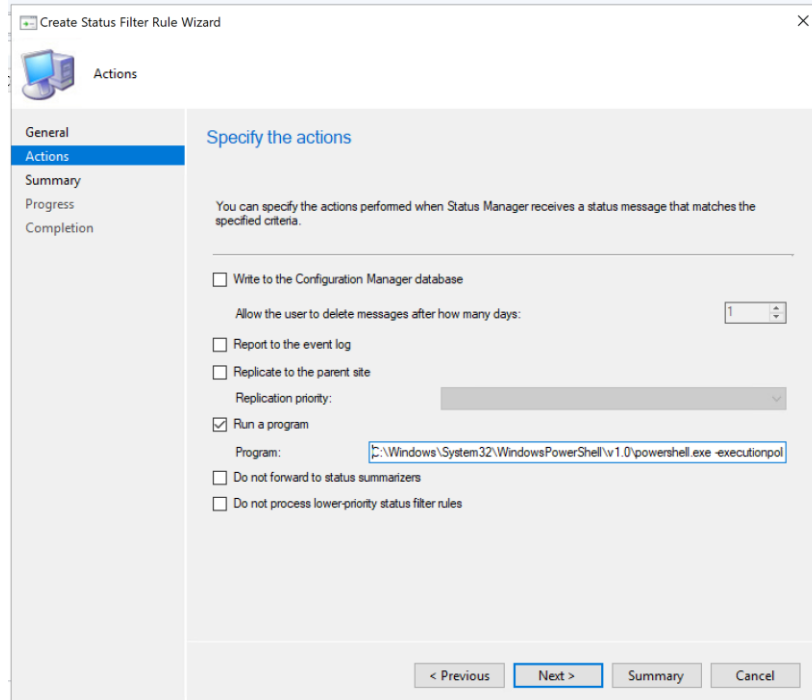 Create Status Filter Rule Wizard
Actions
General
Actions
Summary
Progress
Completion
Specify the actions
You can specify the actions performed when Status Manager receives a status message that matches the
specified criteria.
Write to the Configuration Manager database
Allow the user to delete messages after how many days:
1
Report to the event log
Replicate to the parent site
Replication priority:
Run a program
Program:
C:\Windows\System32\WindowsPowerShell\v1.0\powershell.exe -executionpol
Do not forward to status summarizers
Do not process lower-priority status filter rules
< Previous
Next >
Summary
Cancel